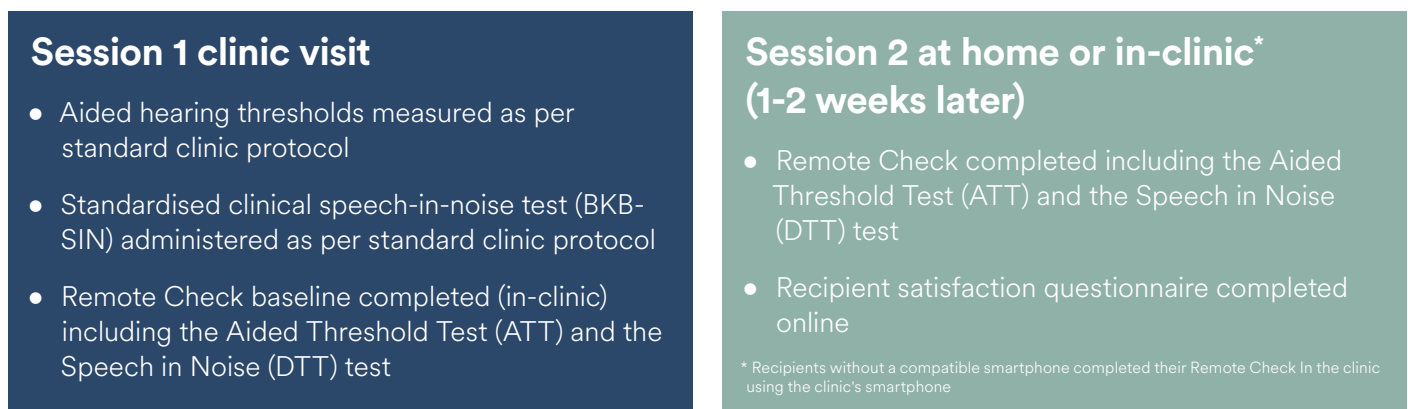 Session 1 clinic visit
● Aided hearing thresholds measured as per
standard clinic protocol
● Standardised clinical speech-in-noise test (BKB-
SIN) administered as per standard clinic protocol
● Remote Check baseline completed (in-clinic)
including the Aided Threshold Test (ATT) and the
Speech in Noise (DTT) test
Session 2 at home or in-clinic*
(1-2 weeks later)
● Remote Check completed including the Aided
Threshold Test (ATT) and the Speech in Noise
(DTT) test
● Recipient satisfaction questionnaire completed
online
* Recipients without a compatible smartphone completed their Remote Check In the clinic
using the clinic's smartphone